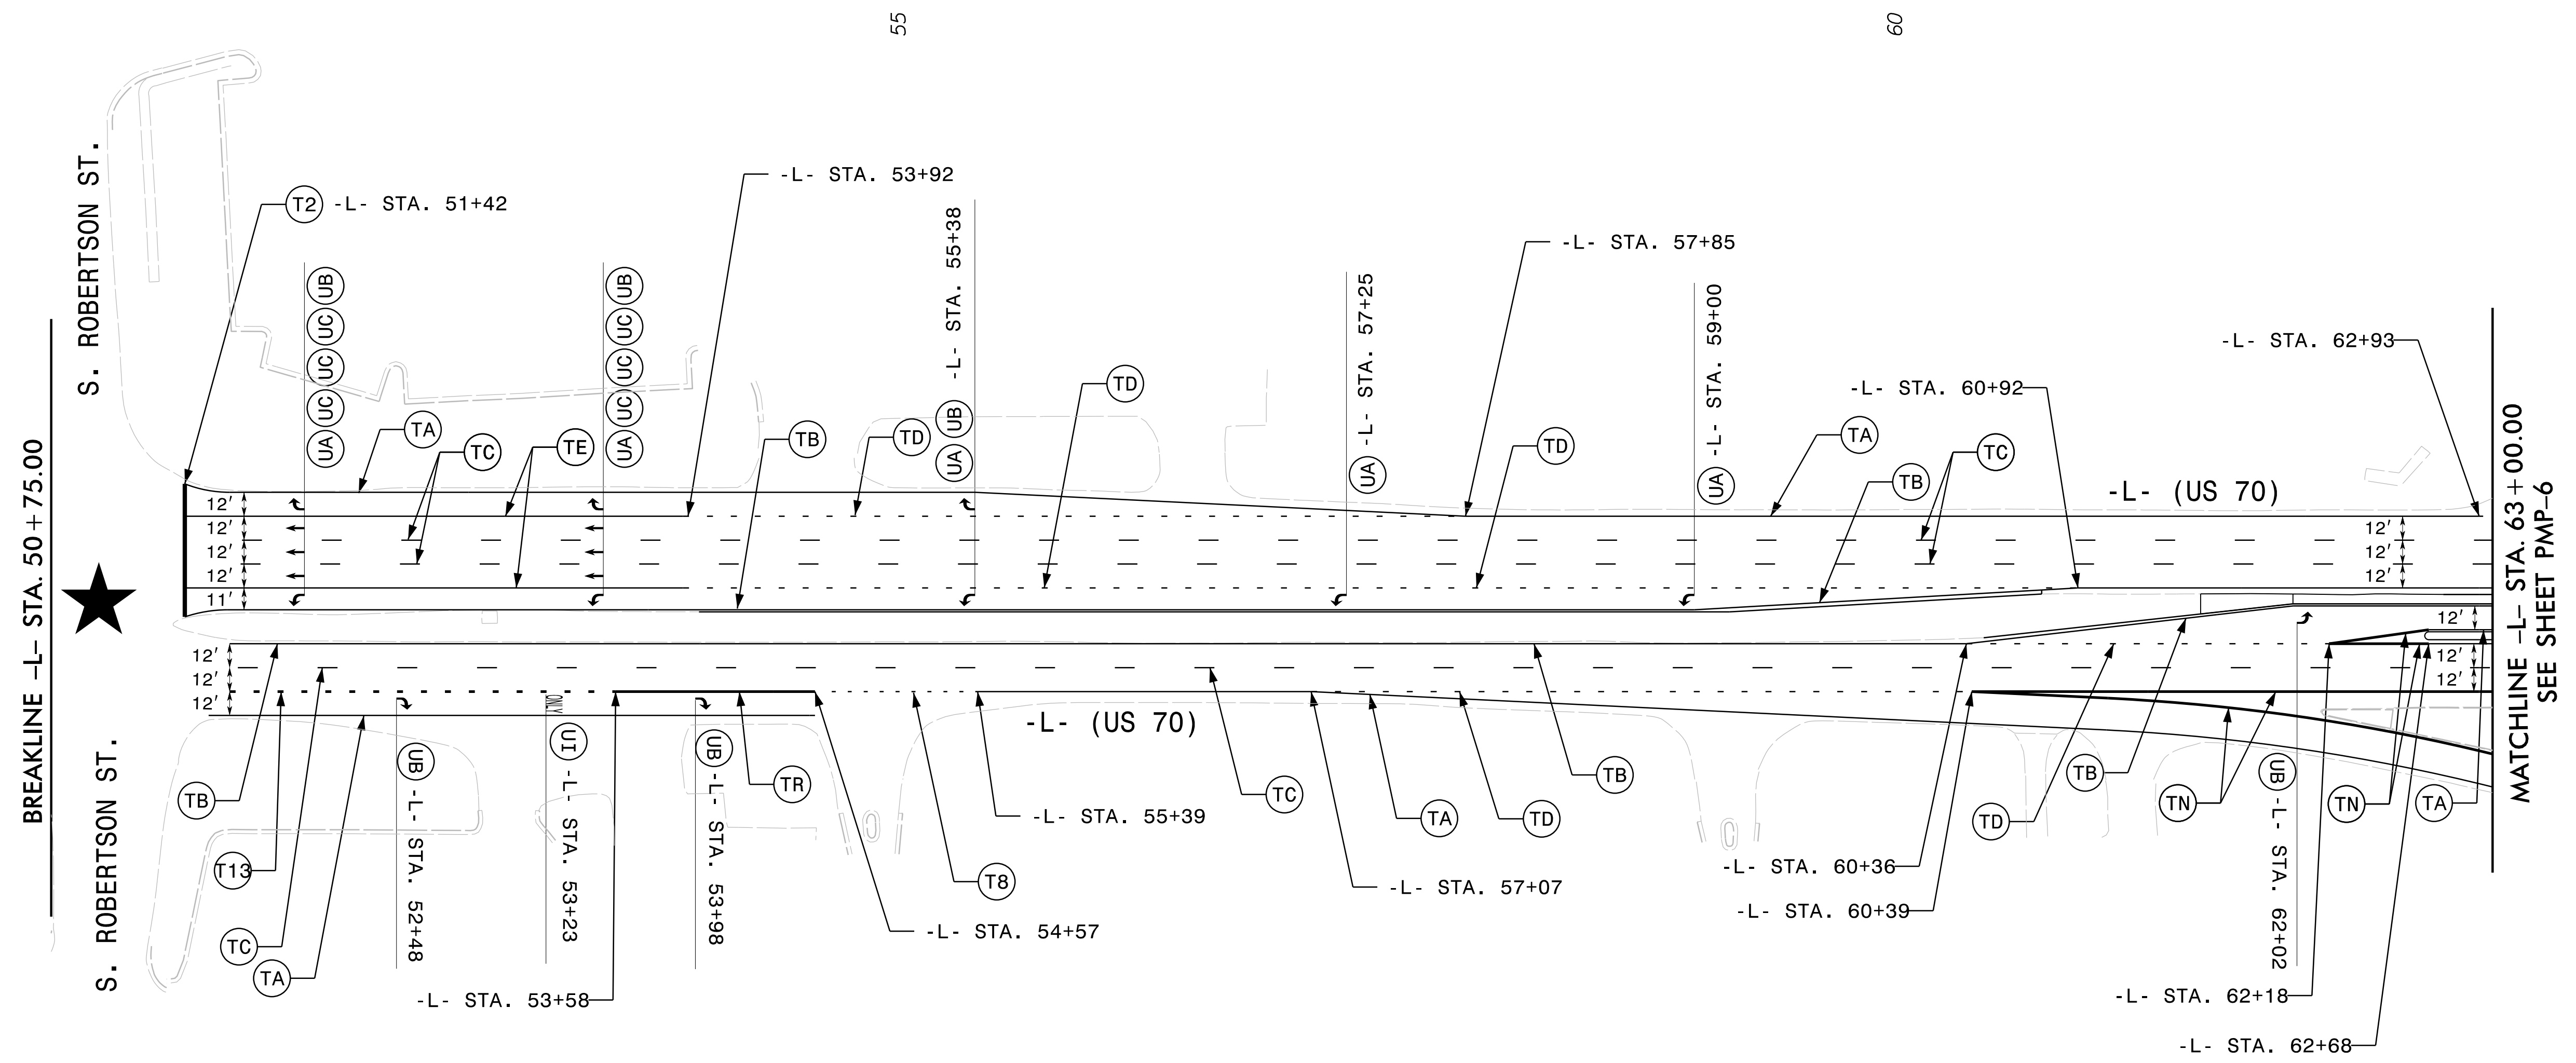 55
60
S. ROBERTSON ST.
T2 -L- STA. 51+42
-L- STA. 53+92
-L- STA. 57+85
-L- STA. 62+93
-L- STA. 60+92
UA UC UC UC UB
UA UC UC UC UB
UA UB -L- STA. 55+38
UA -L- STA. 57+25
UA -L- STA. 59+00
TA
TC
TE
TB
TD
TD
TD
TA
TB
TC
-L- (US 70)
BREAKLINE -L- STA. 50+75.00
MATCHLINE -L- STA. 63+00.00
SEE SHEET PMP-6
12'
12'
12'
12'
11'
12'
12'
12'
12'
12'
12'
12'
12'
12'
ONLY
-L- (US 70)
S. ROBERTSON ST.
TB
T13
TC
TA
UB -L- STA. 52+48
UI -L- STA. 53+23
UB -L- STA. 53+98
TR
-L- STA. 53+58
-L- STA. 54+57
T8
-L- STA. 55+39
TC
-L- STA. 57+07
TA
TD
TB
-L- STA. 60+36
-L- STA. 60+39
TD
TB
TN
UB -L- STA. 62+02
TN
TA
-L- STA. 62+18
-L- STA. 62+68